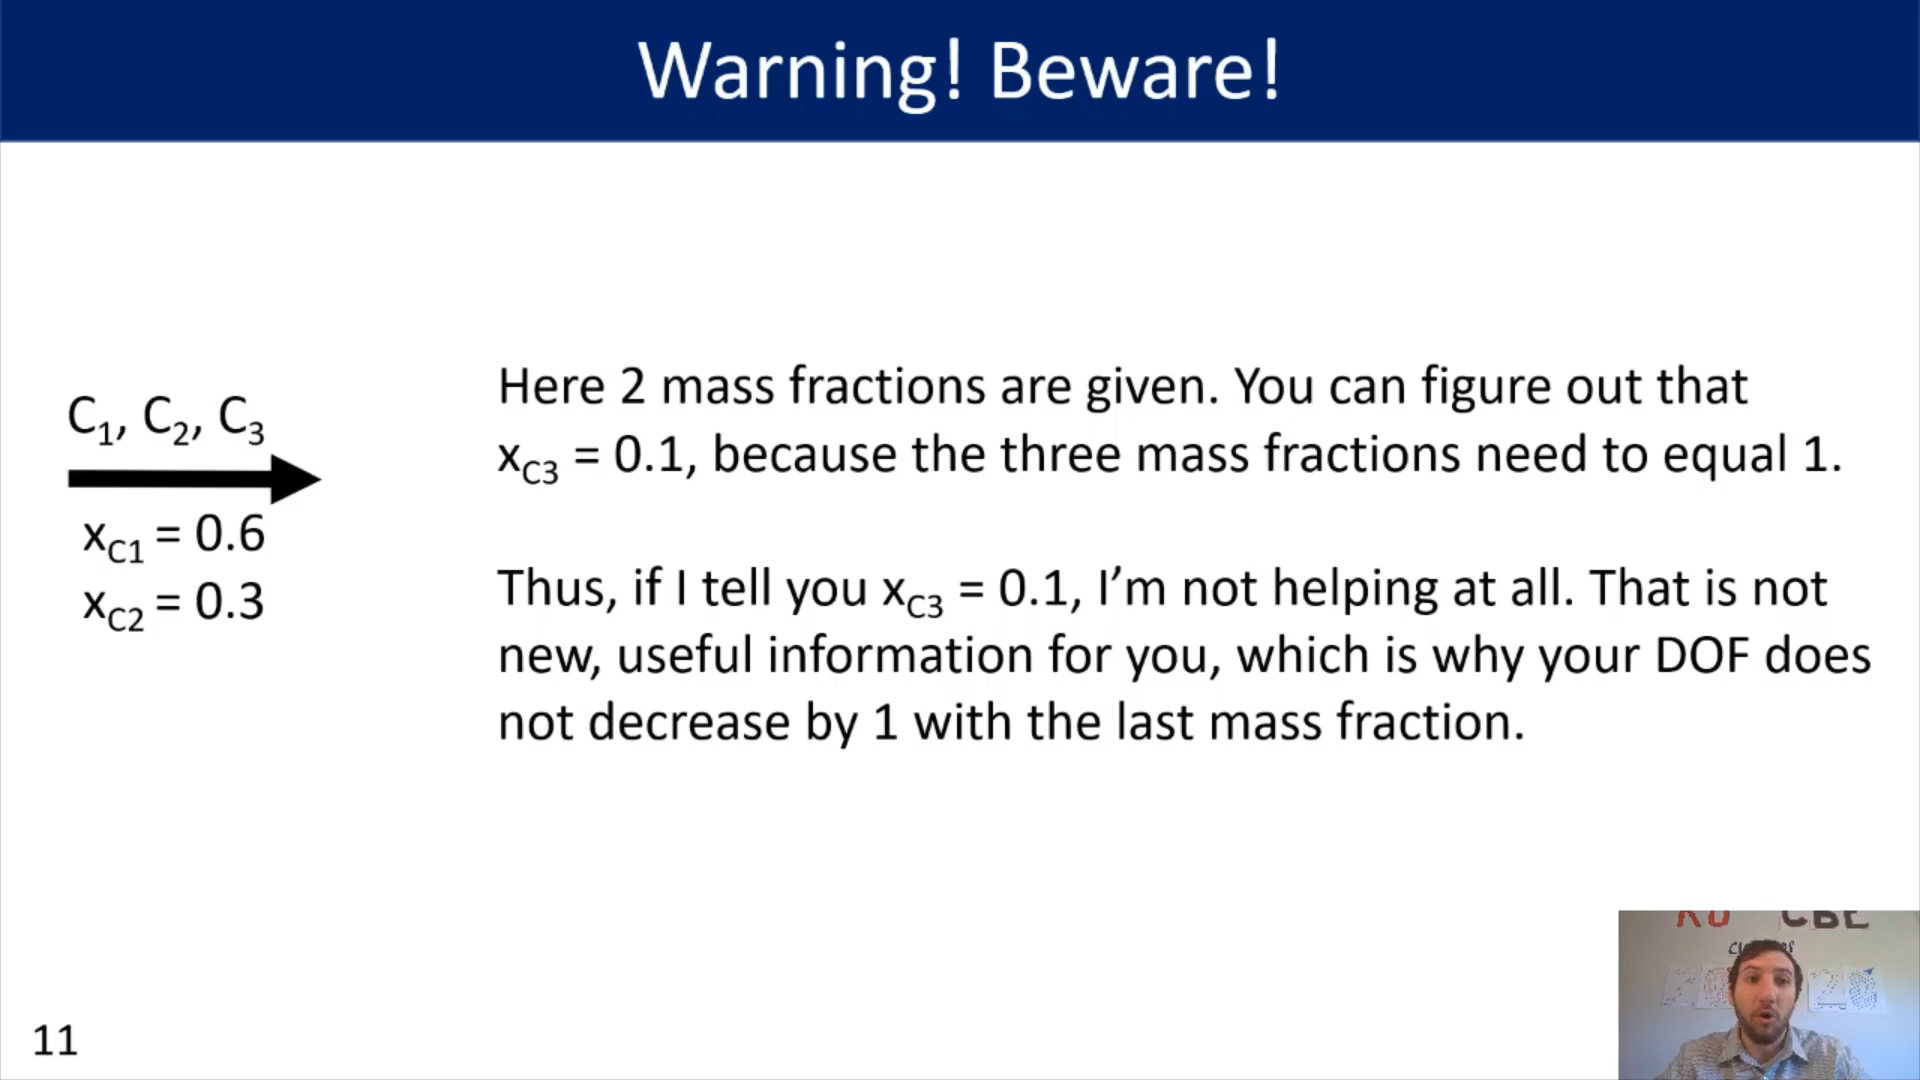 Warning! Beware!
C₁, C₂, C₃
x_C1 = 0.6
x_C2 = 0.3
Here 2 mass fractions are given. You can figure out that
x_C3 = 0.1, because the three mass fractions need to equal 1.
Thus, if I tell you x_C3 = 0.1, I’m not helping at all. That is not
new, useful information for you, which is why your DOF does
not decrease by 1 with the last mass fraction.
CBE
11